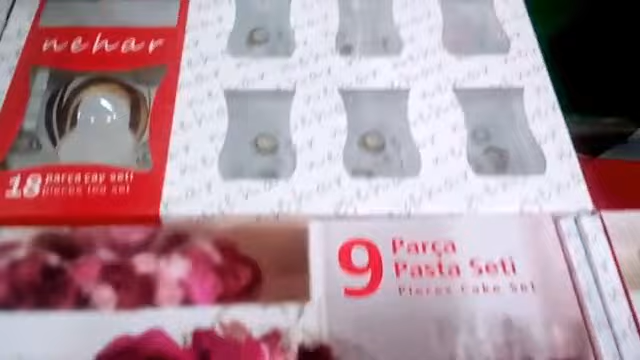 nehar
18 parça çay seti
pieces tea set
9 Parça
Pasta Seti
Pieces Cake Set